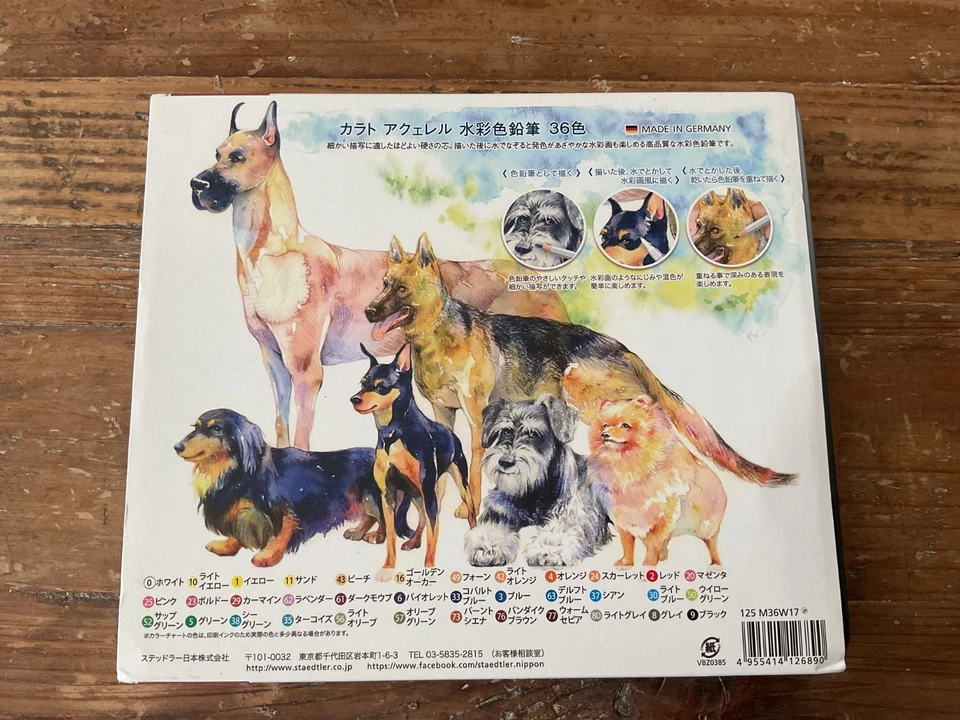 カラト アクェレル 水彩色鉛筆 36色
MADE IN GERMANY
細かい描写に適したほどよい硬さの芯。描いた後に水でなぞると発色があざやかな水彩画も楽しめる高品質な水彩色鉛筆です。
《 色鉛筆として描く 》
《 描いた後、水でとかして
水彩画風に描く 》
《 水でとかした後、
乾いたら色鉛筆を重ねて描く 》
色鉛筆のやさしいタッチや
細かい描写ができます。
水彩画のようなにじみや混色が
簡単に楽しめます。
重ねる事で深みのある表現を
楽しめます。
0 ホワイト 10 ライトイエロー 1 イエロー 11 サンド 43 ピーチ 16 ゴールデンオーカー 49 フォーン 42 ライトオレンジ 4 オレンジ 24 スカーレット 2 レッド 20 マゼンタ
25 ピンク 23 ボルドー 29 カーマイン 62 ラベンダー 61 ダークモウブ 6 バイオレット 33 コバルトブルー 3 ブルー 63 デルフトブルー 37 シアン 30 ライトブルー 50 ウイローグリーン
52 サップグリーン 5 グリーン 38 シーグリーン 35 ターコイズ 56 ライトオリーブ 57 オリーブグリーン 73 バーントシエナ 76 バンダイクブラウン 77 ウォームセピア 80 ライトグレイ 8 グレイ 9 ブラック
※カラーチャートの色は、印刷インクのため実際の色と多少異なる場合があります。
125 M36W17
ステッドラー日本株式会社 〒101-0032 東京都千代田区岩本町1-6-3 TEL 03-5835-2815 (お客様相談室)
http://www.staedtler.co.jp https://www.facebook.com/staedtler.nippon
紙
VBZ0385
4 955414 126890